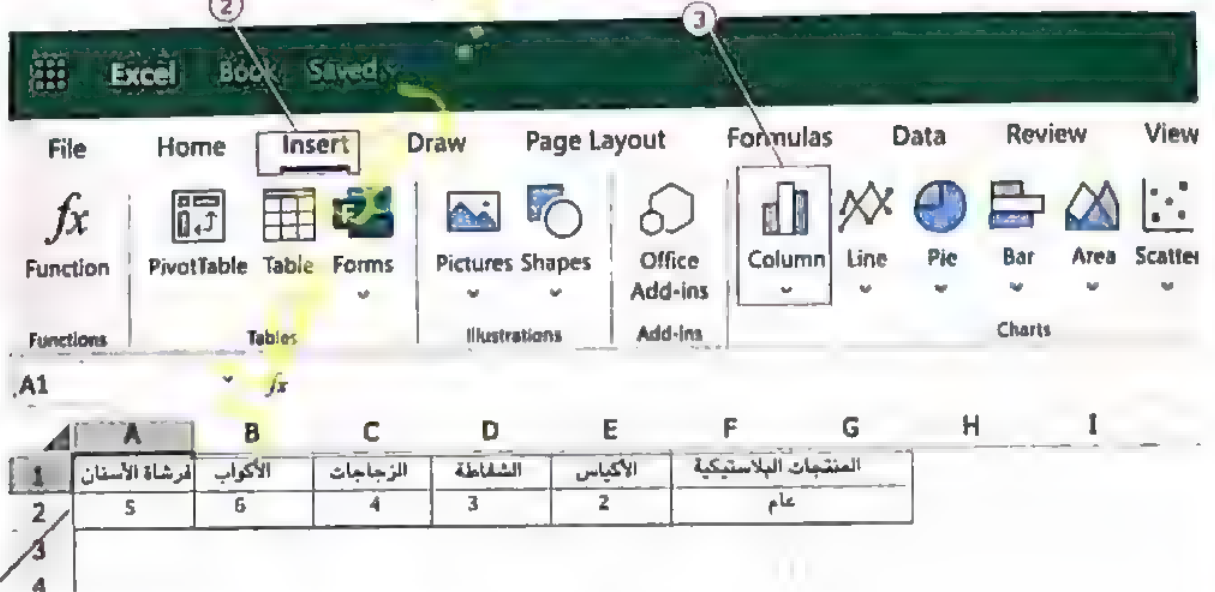 2
3
Excel Book Saved
File Home Insert Draw Page Layout Formulas Data Review View
fx
Function PivotTable Table Forms Pictures Shapes Office Add-ins Column Line Pie Bar Area Scatter
Functions Tables Illustrations Add-ins Charts
A1 fx
A B C D E F G H I
1 فرشاة الأسنان الأكواب الزجاجات الشفاطة الأكياس المنتجات البلاستيكية
2 5 6 4 3 2 عام
3
4